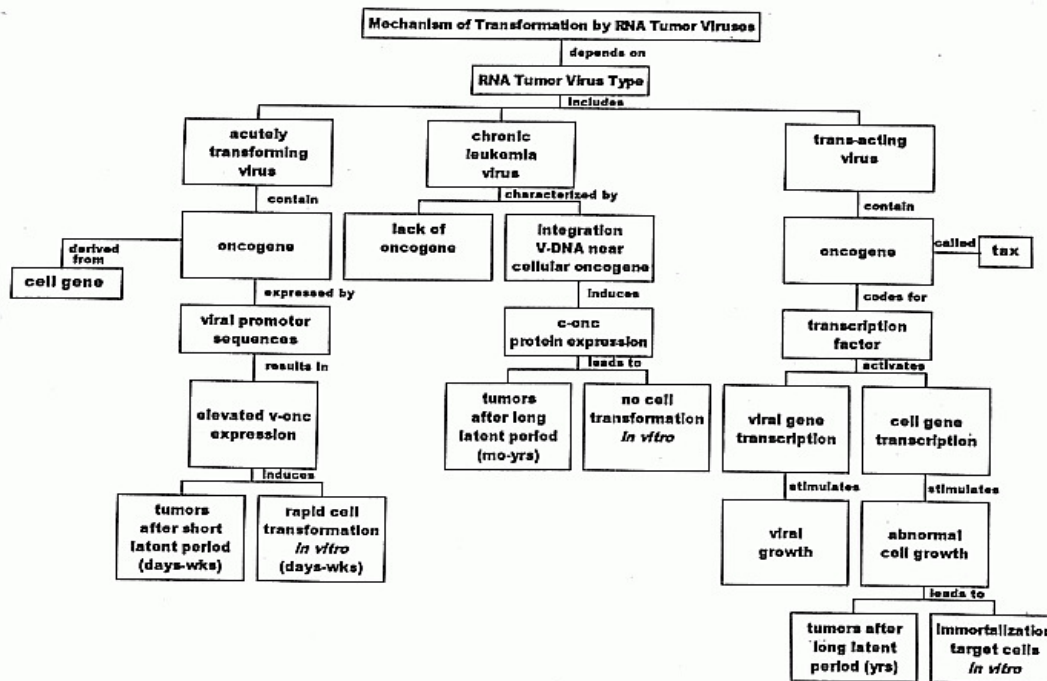 Mechanism of Transformation by RNA Tumor Viruses
depends on
RNA Tumor Virus Type
includes
acutely
transforming
virus
chronic
leukemia
virus
trans-acting
virus
contain
characterized by
contain
oncogene
derived
from
cell gene
lack of
oncogene
integration
V-DNA near
cellular oncogene
oncogene
called
tax
expressed by
induces
codes for
viral promotor
sequences
c-onc
protein expression
transcription
factor
results in
leads to
activates
elevated v-onc
expression
tumors
after long
latent period
(mo-yrs)
no cell
transformation
in vitro
viral gene
transcription
cell gene
transcription
induces
stimulates
stimulates
tumors
after short
latent period
(days-wks)
rapid cell
transformation
in vitro
(days-wks)
viral
growth
abnormal
cell growth
leads to
tumors after
long latent
period (yrs)
Immortalization
target cells
in vitro